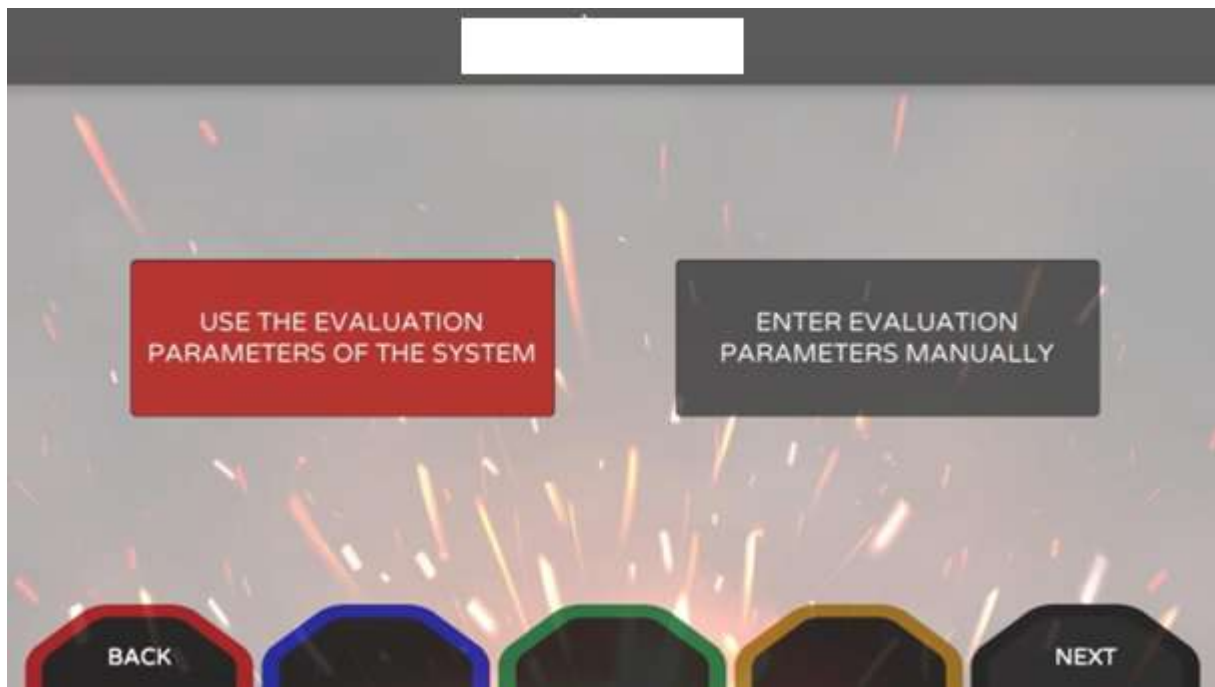 USE THE EVALUATION
PARAMETERS OF THE SYSTEM
ENTER EVALUATION
PARAMETERS MANUALLY
BACK
NEXT